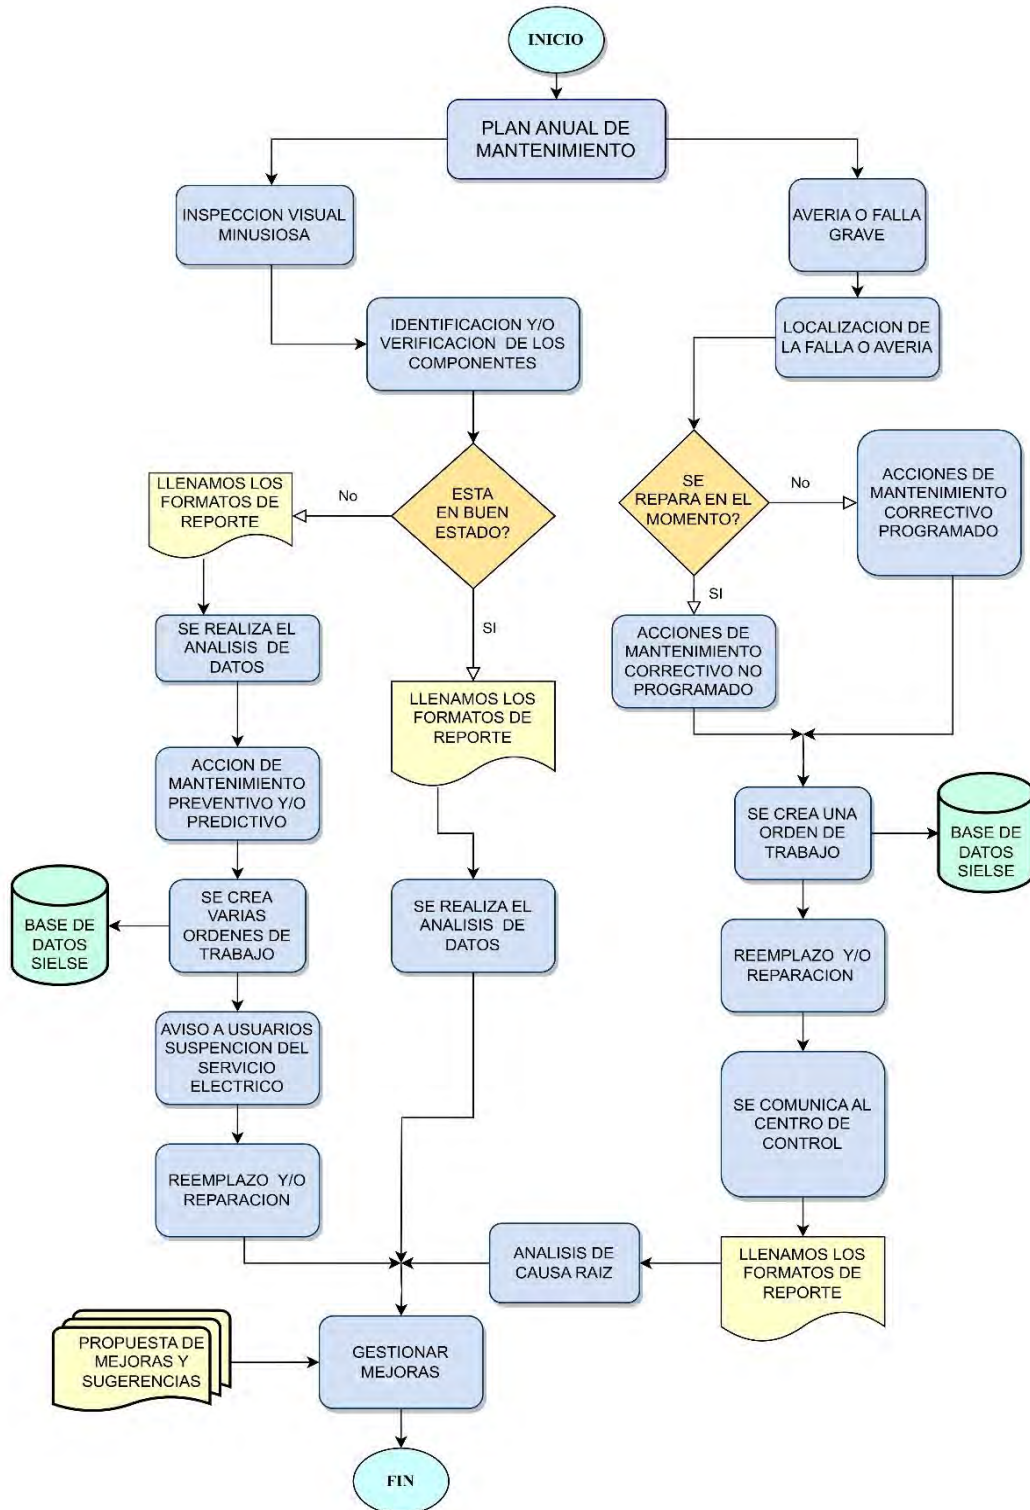 INICIO
PLAN ANUAL DE
MANTENIMIENTO
INSPECCION VISUAL
MINUSIOSA
AVERIA O FALLA
GRAVE
IDENTIFICACION Y/O
VERIFICACION DE LOS
COMPONENTES
LOCALIZACION DE
LA FALLA O AVERIA
LLENAMOS LOS
FORMATOS DE
REPORTE
No
ESTA
EN BUEN
ESTADO?
SE
REPARA EN EL
MOMENTO?
No
ACCIONES DE
MANTENIMIENTO
CORRECTIVO
PROGRAMADO
SI
SI
SE REALIZA EL
ANALISIS DE
DATOS
ACCIONES DE
MANTENIMIENTO
CORRECTIVO NO
PROGRAMADO
LLENAMOS LOS
FORMATOS DE
REPORTE
ACCION DE
MANTENIMIENTO
PREVENTIVO Y/O
PREDICTIVO
SE CREA UNA
ORDEN DE
TRABAJO
BASE DE
DATOS
SIELSE
BASE DE
DATOS
SIELSE
SE CREA
VARIAS
ORDENES DE
TRABAJO
SE REALIZA EL
ANALISIS DE
DATOS
REEMPLAZO Y/O
REPARACION
AVISO A USUARIOS
SUSPENCION DEL
SERVICIO
ELECTRICO
SE COMUNICA AL
CENTRO DE
CONTROL
REEMPLAZO Y/O
REPARACION
ANALISIS DE
CAUSA RAIZ
LLENAMOS LOS
FORMATOS DE
REPORTE
PROPUESTA DE
MEJORAS Y
SUGERENCIAS
GESTIONAR
MEJORAS
FIN